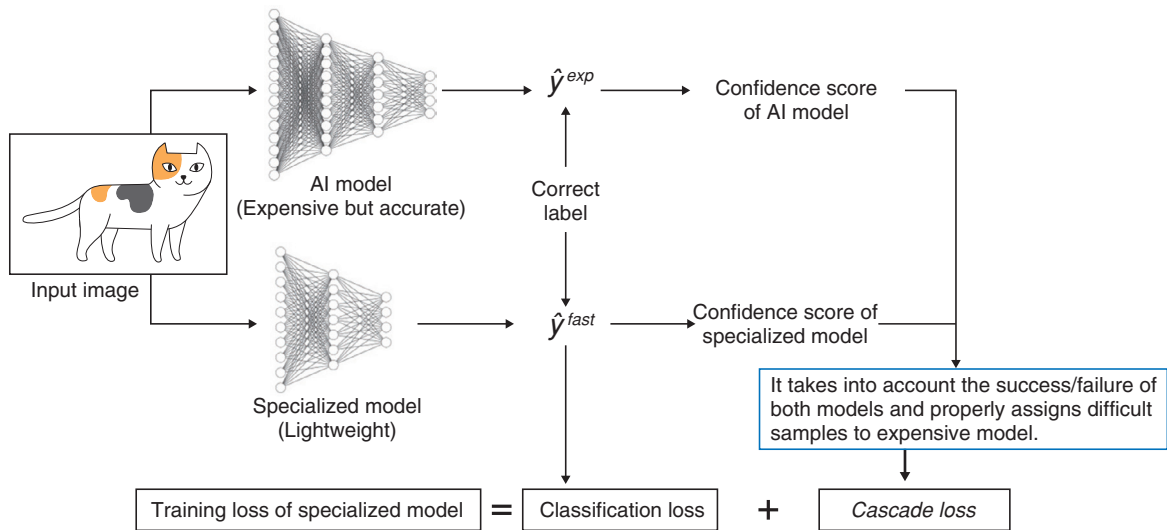 ŷ exp
Confidence score
of AI model
AI model
(Expensive but accurate)
Correct
label
Input image
ŷ fast
Confidence score of
specialized model
Specialized model
(Lightweight)
It takes into account the success/failure of
both models and properly assigns difficult
samples to expensive model.
Training loss of specialized model = Classification loss + Cascade loss